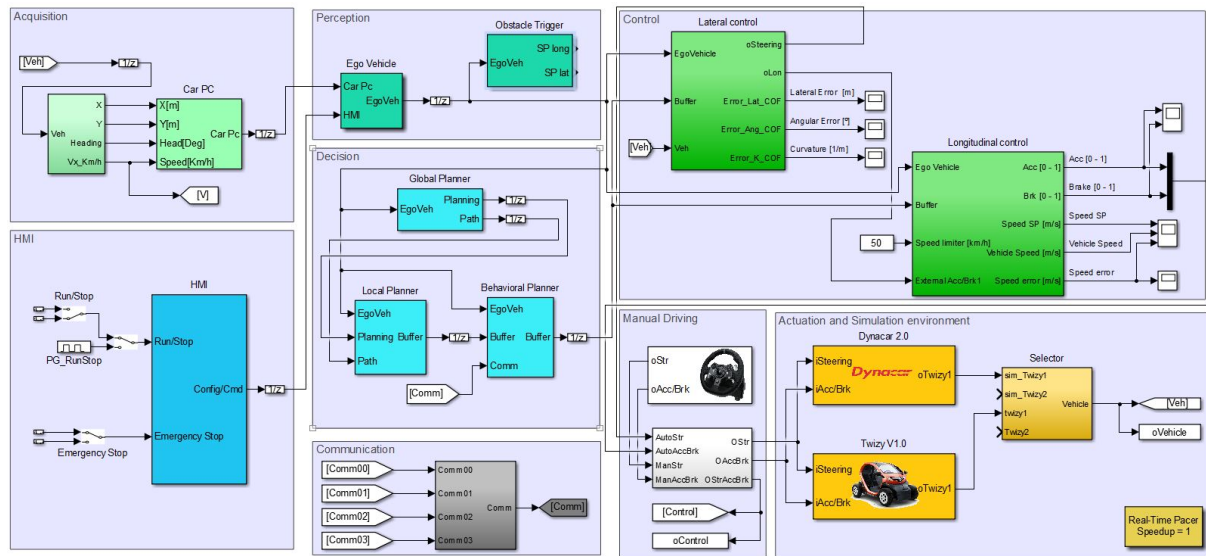 Acquisition
[Veh]
1/z
Car PC
X
Y
Heading
Vx_Km/h
Veh
X[m]
Y[m]
Head[Deg]
Speed[Km/h]
Car Pc
1/z
[V]
Perception
Ego Vehicle
Car Pc
HMI
EgoVeh
1/z
Obstacle Trigger
EgoVeh
SP long
SP lat
Control
Lateral control
EgoVehicle
Buffer
Veh
[Veh]
oSteering
oLon
Error_Lat_COF
Error_Ang_COF
Error_K_COF
Lateral Error [m]
Angular Error [º]
Curvature [1/m]
Longitudinal control
Ego Vehicle
Buffer
50
Speed limiter [km/h]
External Acc/Brk1
Acc [0 - 1]
Brk [0 - 1]
Speed SP [m/s]
Vehicle Speed [m/s]
Speed error [m/s]
Acc [0 - 1]
Brake [0 - 1]
Speed SP
Vehicle Speed
Speed error
Decision
Global Planner
EgoVeh
Planning
Path
1/z
1/z
Local Planner
EgoVeh
Planning
Path
Buffer
1/z
Behavioral Planner
EgoVeh
Buffer
Comm
Buffer
1/z
[Comm]
HMI
Run/Stop
PG_RunStop
Emergency Stop
HMI
Run/Stop
Emergency Stop
Config/Cmd
1/z
Communication
[Comm00]
[Comm01]
[Comm02]
[Comm03]
Comm00
Comm01
Comm02
Comm03
Comm
[Comm]
Manual Driving
oStr
oAcc/Brk
AutoStr
AutoAccBrk
ManStr
ManAccBrk
OStr
OAccBrk
OStrAccBrk
[Control]
oControl
Actuation and Simulation environment
Dynacar 2.0
iSteering
iAcc/Brk
Dynacar
oTwizy1
Twizy V1.0
iSteering
iAcc/Brk
oTwizy1
Selector
sim_Twizy1
sim_Twizy2
twizy1
Twizy2
Vehicle
[Veh]
oVehicle
Real-Time Pacer
Speedup = 1